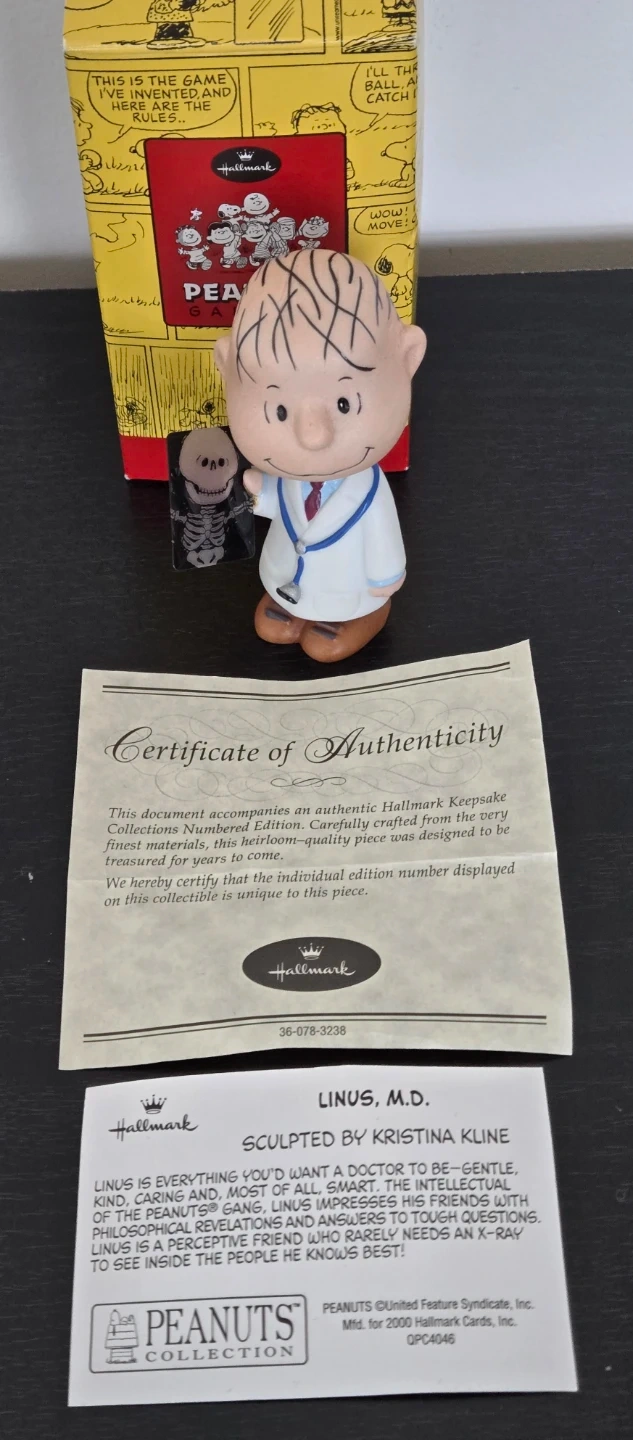 THIS IS THE GAME
I'VE INVENTED, AND
HERE ARE THE
RULES..
I'LL
BALL,
CATCH
WOW!
MOVE!
Hallmark
PEA
GA
Certificate of Authenticity
This document accompanies an authentic Hallmark Keepsake
Collections Numbered Edition. Carefully crafted from the very
finest materials, this heirloom-quality piece was designed to be
treasured for years to come.
We hereby certify that the individual edition number displayed
on this collectible is unique to this piece.
Hallmark
36-078-3238
Hallmark
LINUS, M.D.
SCULPTED BY KRISTINA KLINE
LINUS IS EVERYTHING YOU'D WANT A DOCTOR TO BE—GENTLE,
KIND, CARING AND, MOST OF ALL, SMART. THE INTELLECTUAL
OF THE PEANUTS® GANG, LINUS IMPRESSES HIS FRIENDS WITH
PHILOSOPHICAL REVELATIONS AND ANSWERS TO TOUGH QUESTIONS.
LINUS IS A PERCEPTIVE FRIEND WHO RARELY NEEDS AN X-RAY
TO SEE INSIDE THE PEOPLE HE KNOWS BEST!
PEANUTS™
COLLECTION
PEANUTS ©United Feature Syndicate, Inc.
Mfd. for 2000 Hallmark Cards, Inc.
QPC4046